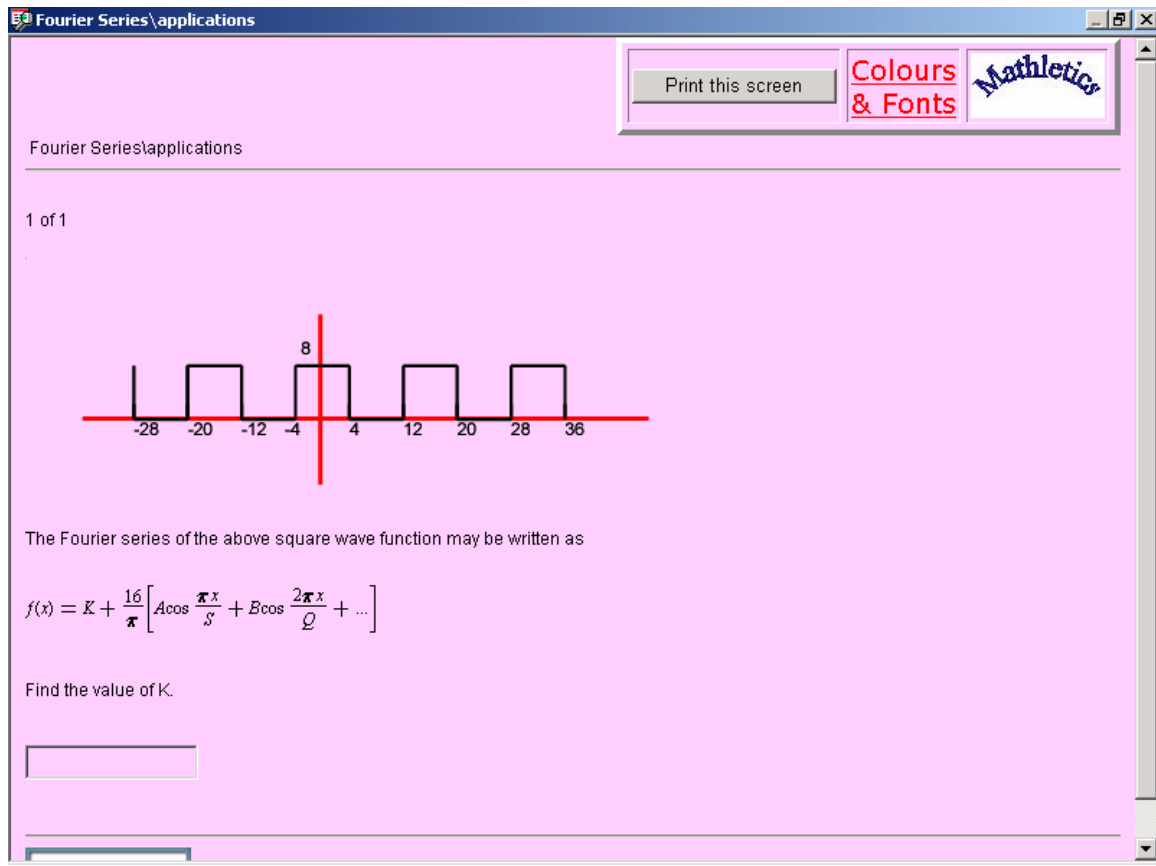 Fourier Series\applications
Print this screen
Colours
& Fonts
Mathletics
Fourier Series\applications
1 of 1
8
-28 -20 -12 -4 4 12 20 28 36
The Fourier series of the above square wave function may be written as
f(x) = K + 16/π [A cos πx/S + B cos 2πx/Q + ...]
Find the value of K.